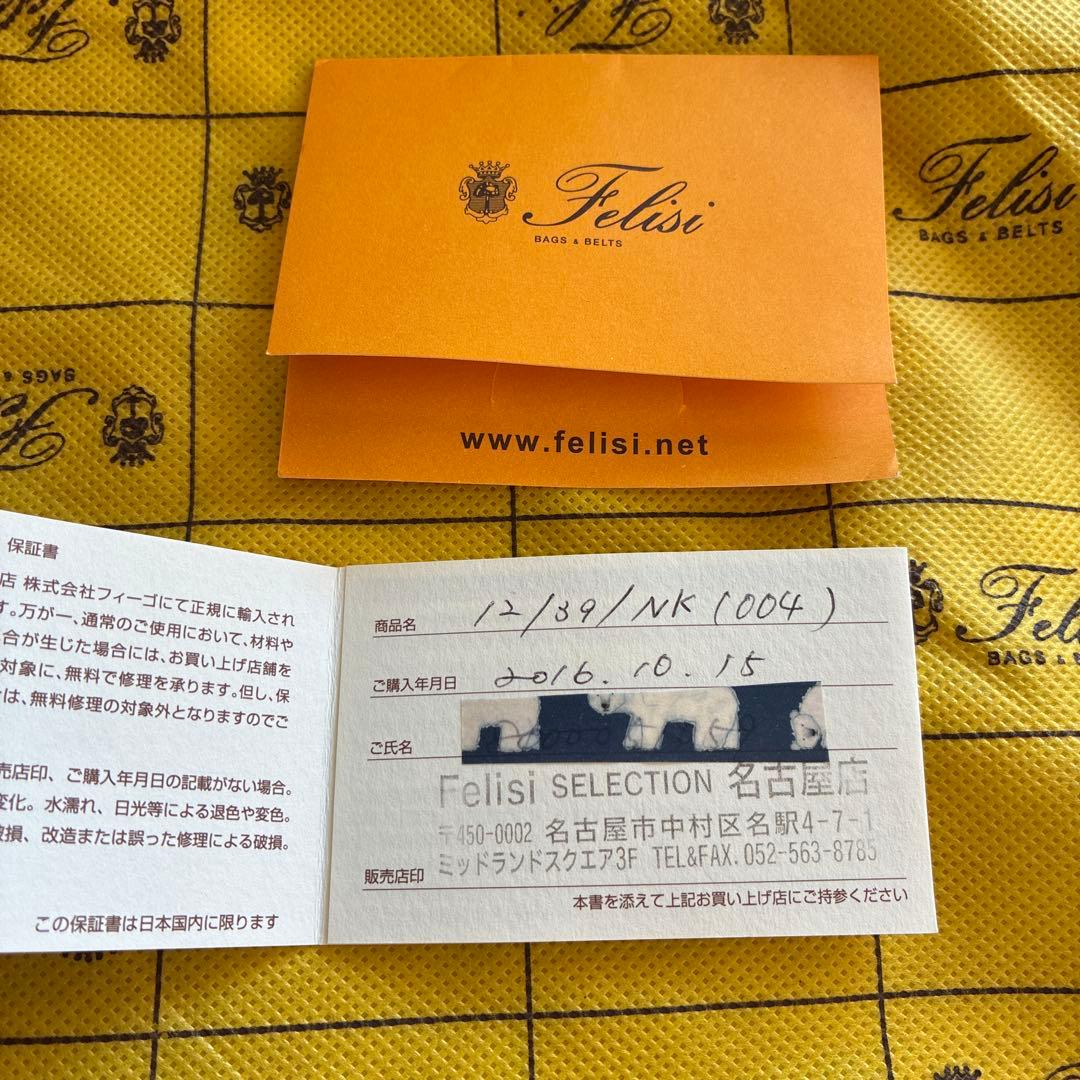 Felisi
BAGS & BELTS
Felisi
BAGS & BELTS
www.felisi.net
BAGS &
保証書
店 株式会社フィーゴにて正規に輸入され
す。万が一、通常のご使用において、材料や
合が生じた場合には、お買い上げ店舗を
対象に、無料で修理を承ります。但し、保
は、無料修理の対象外となりますのでご
売店印、ご購入年月日の記載がない場合。
変化。水濡れ、日光等による退色や変色。
破損、改造または誤った修理による破損。
この保証書は日本国内に限ります
商品名 12/39/NK(004)
ご購入年月日 2016.10.15
ご氏名
Felisi SELECTION 名古屋店
〒450-0002 名古屋市中村区名駅4-7-1
ミッドランドスクエア3F TEL&FAX.052-563-8785
販売店印
本書を添えて上記お買い上げ店にご持参ください
Fel
BAGS & B